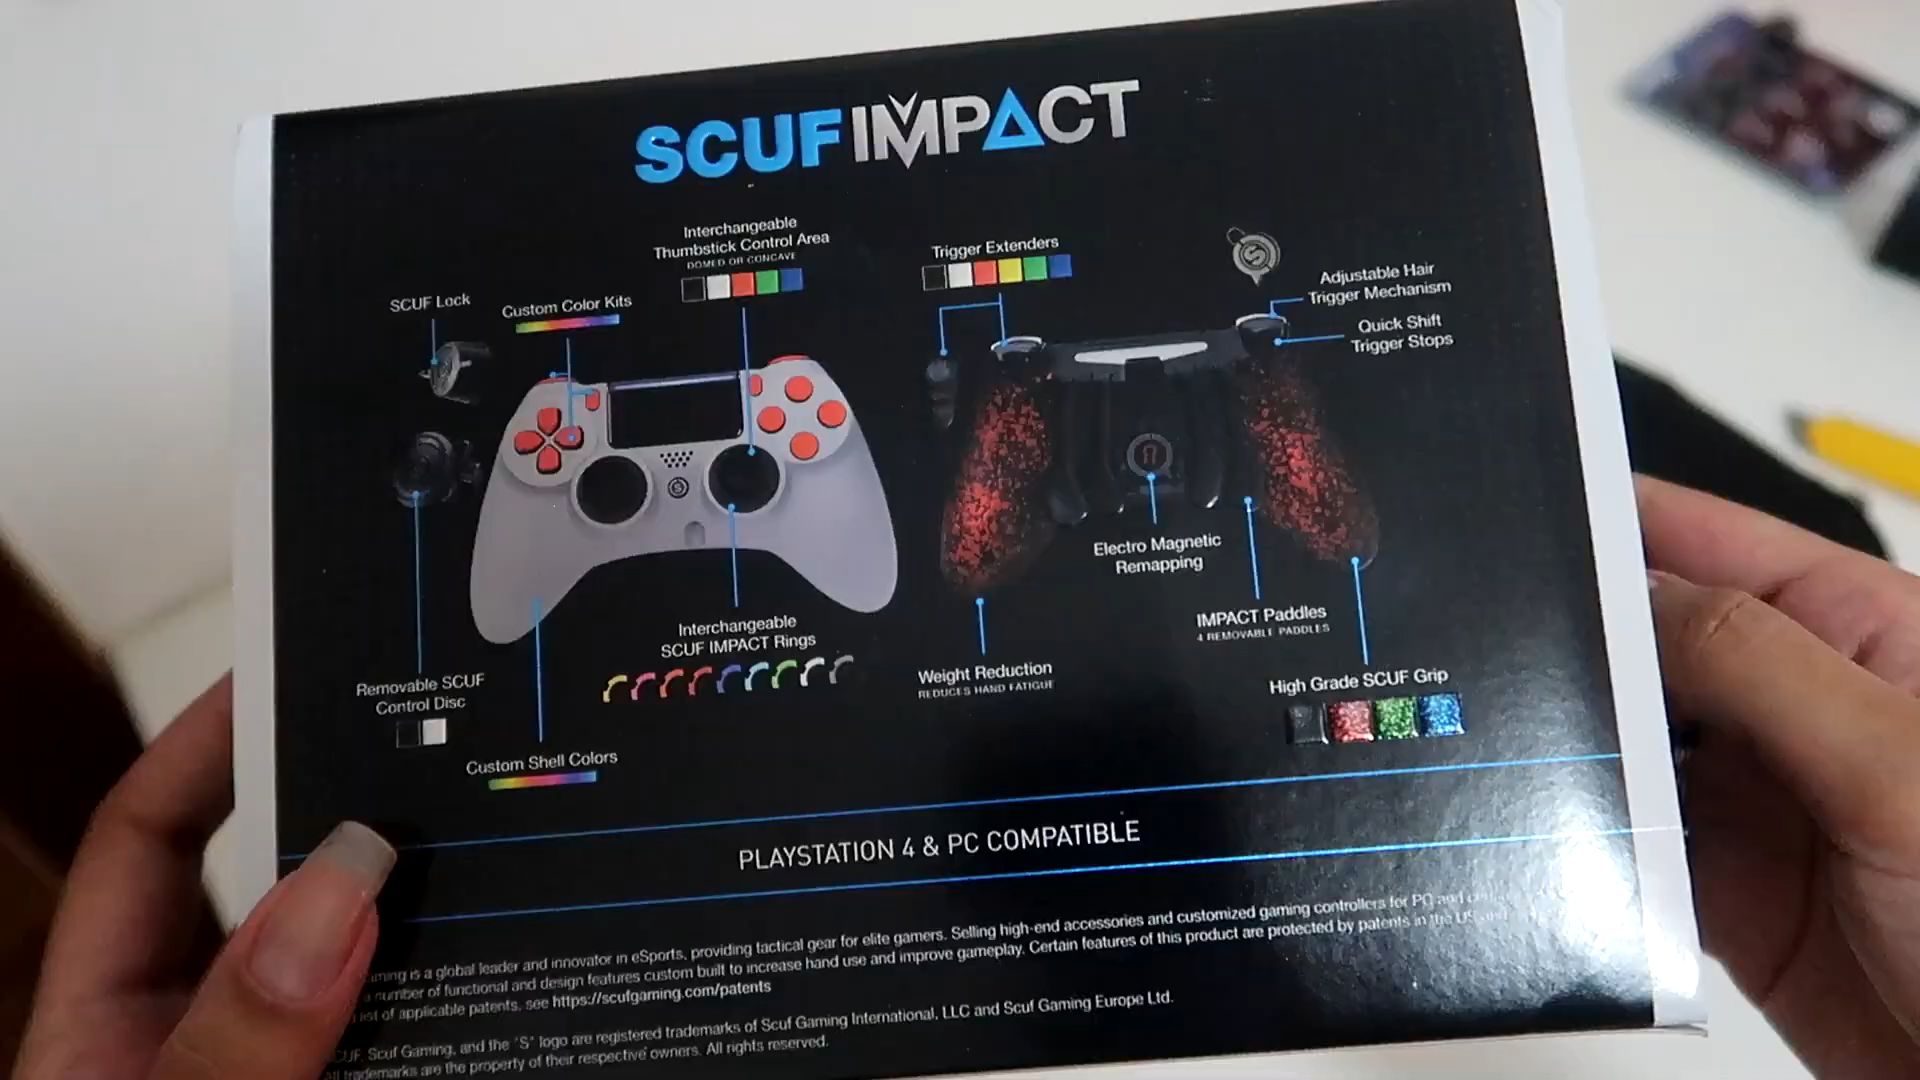 SCUF IMPACT
Interchangeable
Thumbstick Control Area
DOMED OR CONCAVE
Trigger Extenders
Adjustable Hair
Trigger Mechanism
SCUF Lock
Custom Color Kits
Quick Shift
Trigger Stops
Electro Magnetic
Remapping
Interchangeable
SCUF IMPACT Rings
IMPACT Paddles
4 REMOVABLE PADDLES
Weight Reduction
REDUCES HAND FATIGUE
High Grade SCUF Grip
Removable SCUF
Control Disc
Custom Shell Colors
PLAYSTATION 4 & PC COMPATIBLE
is a global leader and innovator in eSports, providing tactical gear for elite gamers. Selling high-end accessories and customized gaming controllers for PC and
number of functional and design features custom built to increase hand use and improve gameplay. Certain features of this product are protected by patents in the US and
list of applicable patents, see https://scufgaming.com/patents
Scuf Gaming, and the "S" logo are registered trademarks of Scuf Gaming International, LLC and Scuf Gaming Europe Ltd.
trademarks are the property of their respective owners. All rights reserved.